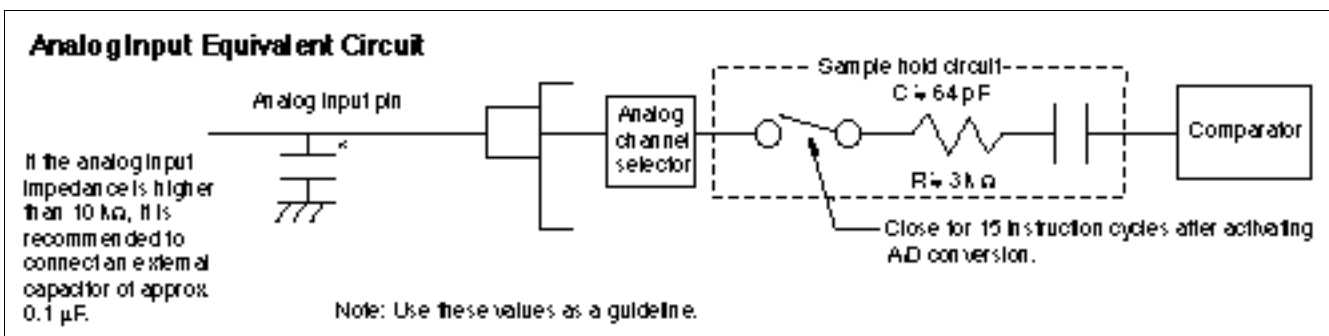 Analog Input Equivalent Circuit
Sample hold circuit
C ≒ 64 pF
Analog input pin
Analog
channel
selector
Comparator
*
R ≒ 3 kΩ
If the analog input
impedance is higher
than 10 kΩ, it is
recommended to
connect an external
capacitor of approx.
0.1 µF.
Close for 15 instruction cycles after activating
A/D conversion.
Note: Use these values as a guideline.